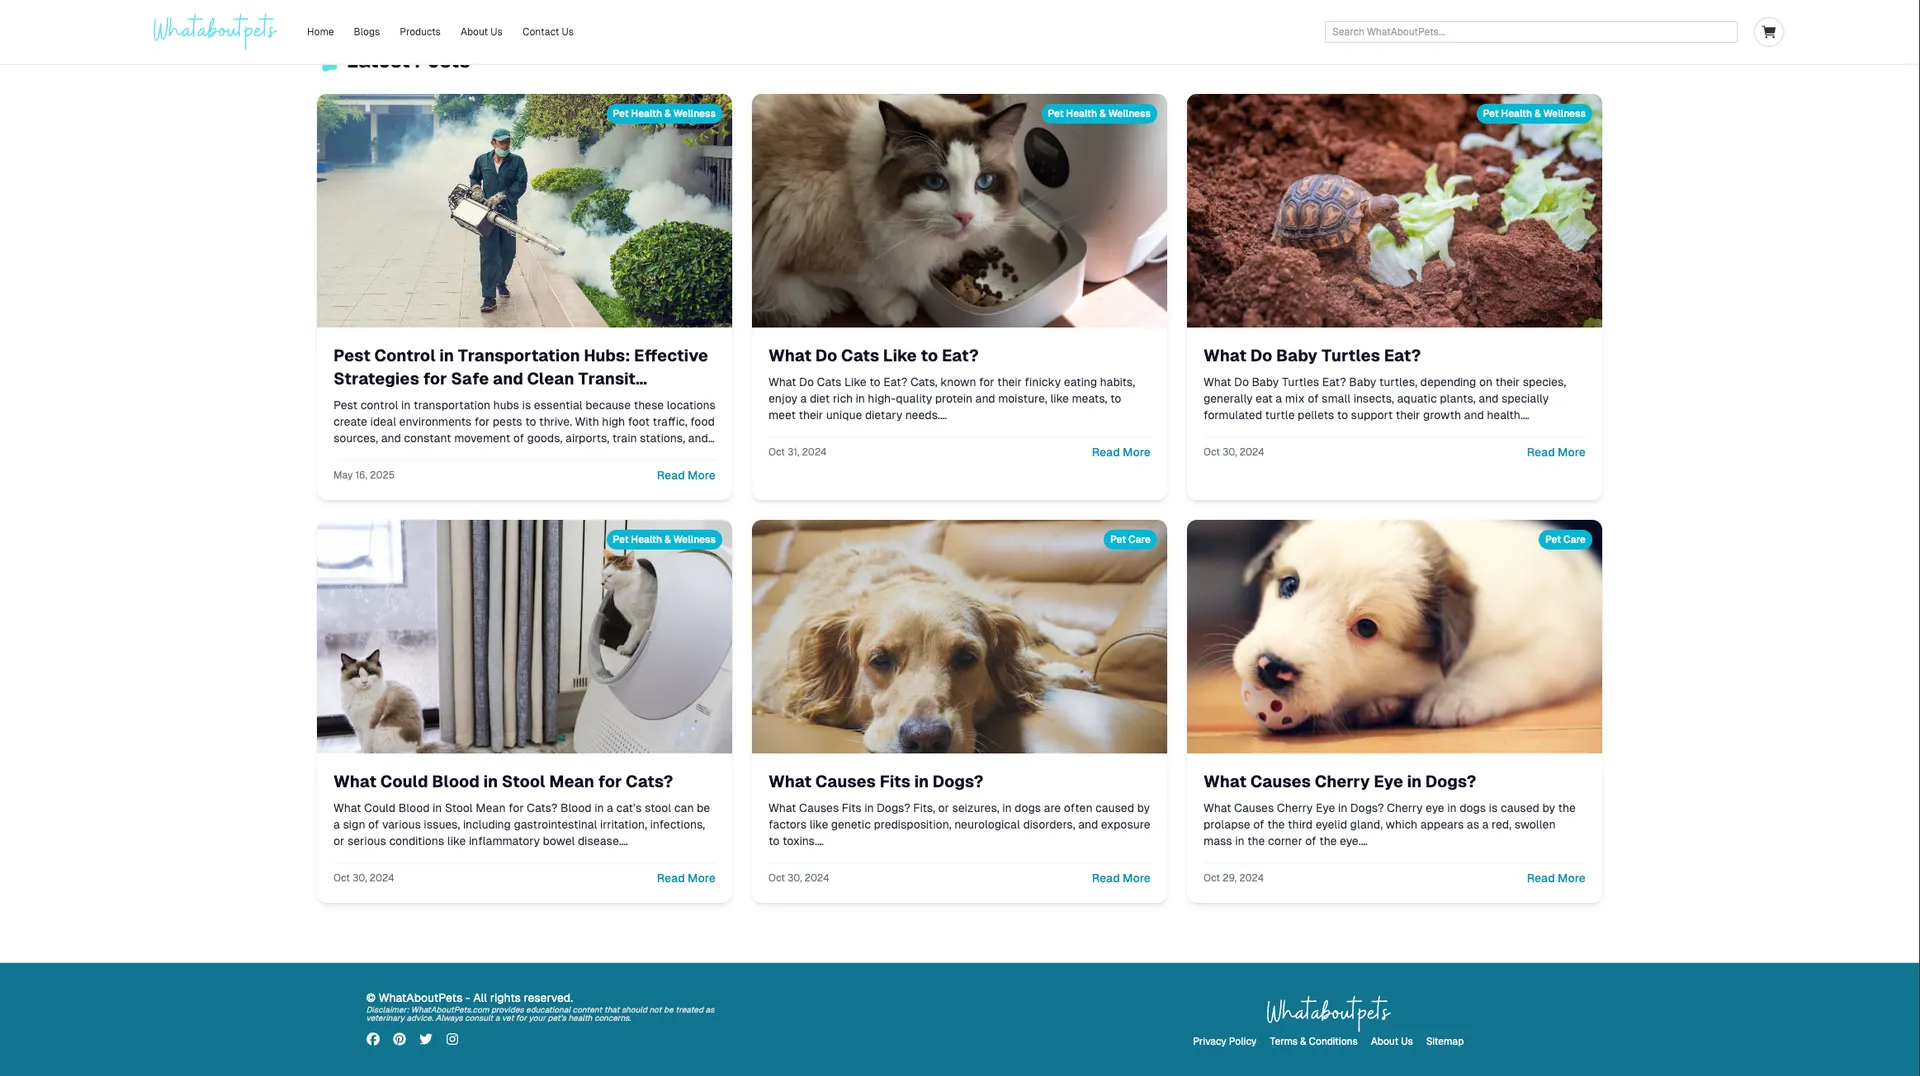 Whataboutpets
Home
Blogs
Products
About Us
Contact Us
Search WhatAboutPets...
Latest Posts
Pet Health & Wellness
Pest Control in Transportation Hubs: Effective
Strategies for Safe and Clean Transit...
Pest control in transportation hubs is essential because these locations
create ideal environments for pests to thrive. With high foot traffic, food
sources, and constant movement of goods, airports, train stations, and...
May 16, 2025
Read More
Pet Health & Wellness
What Do Cats Like to Eat?
What Do Cats Like to Eat? Cats, known for their finicky eating habits,
enjoy a diet rich in high-quality protein and moisture, like meats, to
meet their unique dietary needs....
Oct 31, 2024
Read More
Pet Health & Wellness
What Do Baby Turtles Eat?
What Do Baby Turtles Eat? Baby turtles, depending on their species,
generally eat a mix of small insects, aquatic plants, and specially
formulated turtle pellets to support their growth and health....
Oct 30, 2024
Read More
Pet Health & Wellness
What Could Blood in Stool Mean for Cats?
What Could Blood in Stool Mean for Cats? Blood in a cat's stool can be
a sign of various issues, including gastrointestinal irritation, infections,
or serious conditions like inflammatory bowel disease....
Oct 30, 2024
Read More
Pet Care
What Causes Fits in Dogs?
What Causes Fits in Dogs? Fits, or seizures, in dogs are often caused by
factors like genetic predisposition, neurological disorders, and exposure
to toxins....
Oct 30, 2024
Read More
Pet Care
What Causes Cherry Eye in Dogs?
What Causes Cherry Eye in Dogs? Cherry eye in dogs is caused by the
prolapse of the third eyelid gland, which appears as a red, swollen
mass in the corner of the eye....
Oct 29, 2024
Read More
© WhatAboutPets - All rights reserved.
Disclaimer: WhatAboutPets.com provides educational content that should not be treated as
veterinary advice. Always consult a vet for your pet's health concerns.
Whataboutpets
Privacy Policy
Terms & Conditions
About Us
Sitemap